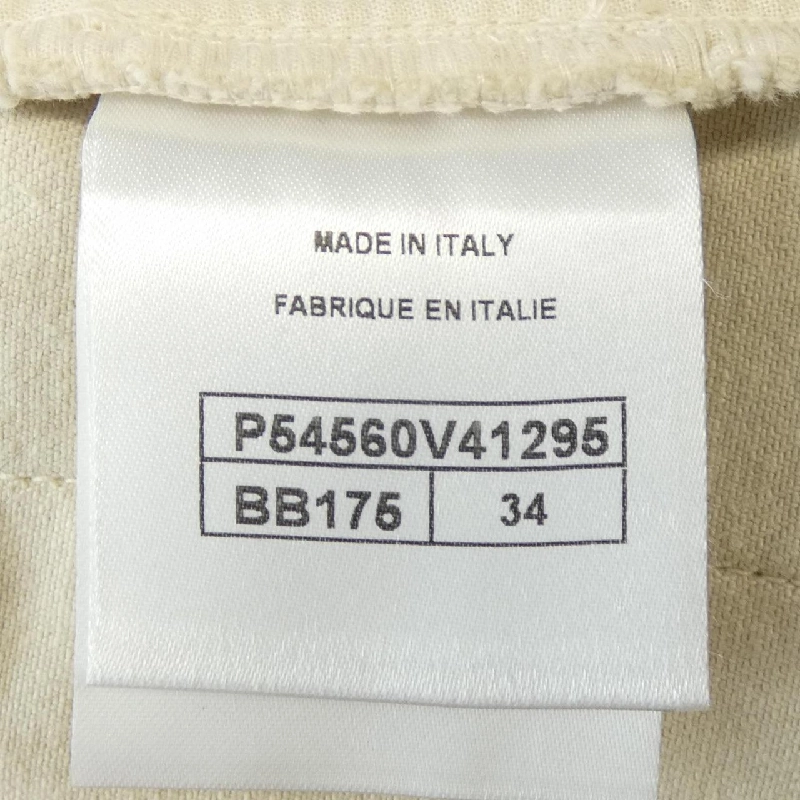 MADE IN ITALY
FABRIQUE EN ITALIE
P54560V41295
BB175 34